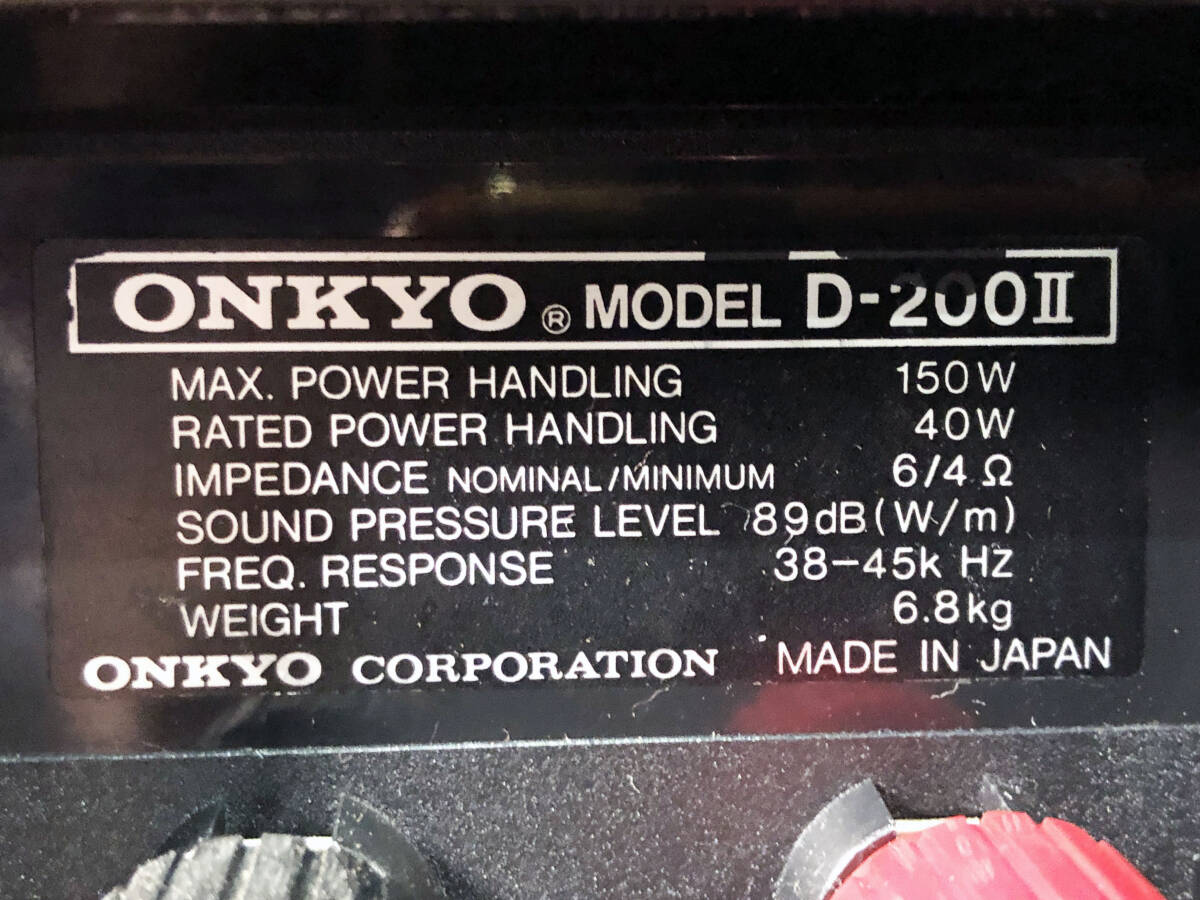 ONKYO® MODEL D-200II
MAX. POWER HANDLING 150W
RATED POWER HANDLING 40W
IMPEDANCE NOMINAL/MINIMUM 6/4 Ω
SOUND PRESSURE LEVEL 89dB(W/m)
FREQ. RESPONSE 38-45k Hz
WEIGHT 6.8kg
ONKYO CORPORATION MADE IN JAPAN